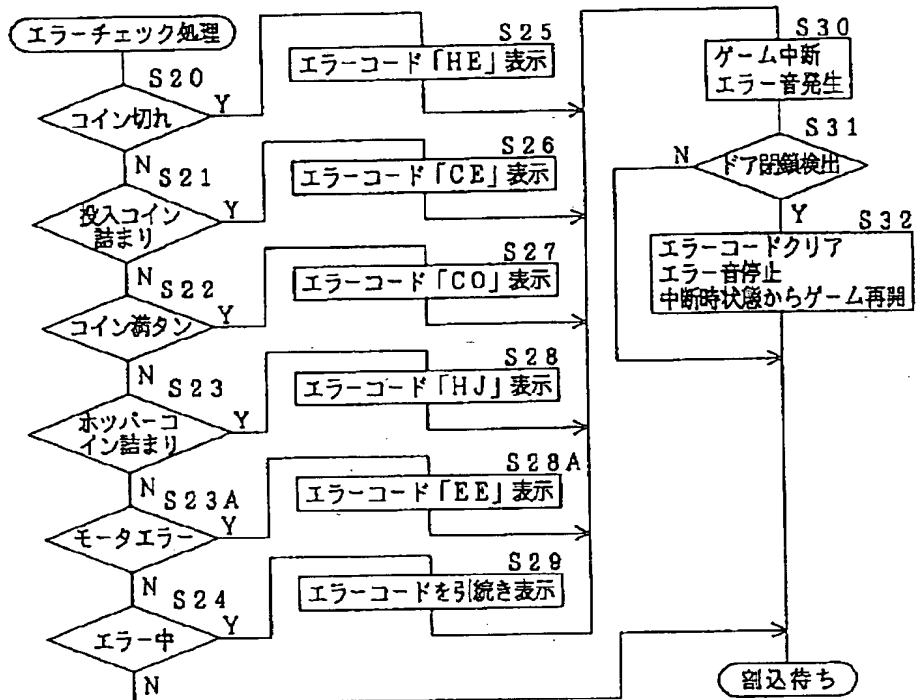 エラーチェック処理
S20
コイン切れ
Y
N
S25
エラーコード「HE」表示
S21
投入コイン
詰まり
Y
N
S26
エラーコード「CE」表示
S22
コイン満タン
Y
N
S27
エラーコード「CO」表示
S23
ホッパーコ
イン詰まり
Y
N
S28
エラーコード「HJ」表示
S23A
モータエラー
Y
N
S28A
エラーコード「EE」表示
S24
エラー中
Y
N
S29
エラーコードを引続き表示
S30
ゲーム中断
エラー音発生
S31
ドア閉鎖検出
N
Y
S32
エラーコードクリア
エラー音停止
中断時状態からゲーム再開
割込待ち